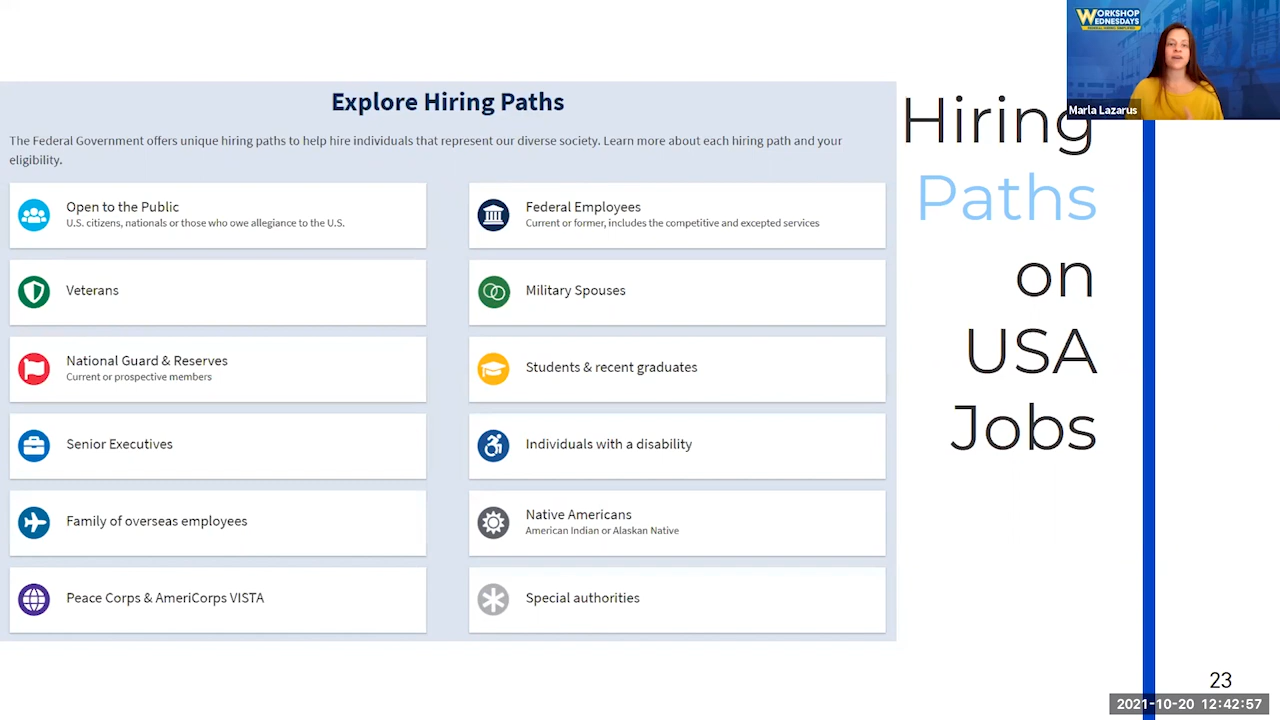 Explore Hiring Paths
The Federal Government offers unique hiring paths to help hire individuals that represent our diverse society. Learn more about each hiring path and your
eligibility.
Open to the Public
U.S. citizens, nationals or those who owe allegiance to the U.S.
Federal Employees
Current or former, includes the competitive and excepted services
Veterans
Military Spouses
National Guard & Reserves
Current or prospective members
Students & recent graduates
Senior Executives
Individuals with a disability
Family of overseas employees
Native Americans
American Indian or Alaskan Native
Peace Corps & AmeriCorps VISTA
Special authorities
Hiring
Paths
on
USA
Jobs
WORKSHOP
WEDNESDAYS
FEDERAL HIRING SIMPLIFIED
Marla Lazarus
23
2021-10-20 12:42:57